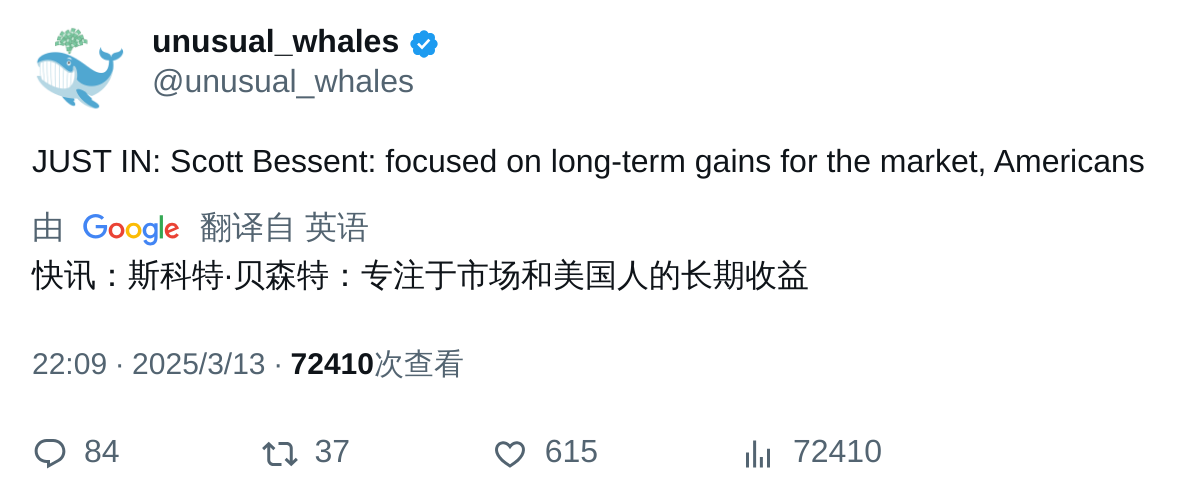 unusual_whales
@unusual_whales
JUST IN: Scott Bessent: focused on long-term gains for the market, Americans
由 Google 翻译自 英语
快讯：斯科特·贝森特：专注于市场和美国人的长期收益
22:09 · 2025/3/13 · 72410次查看
84 37 615 72410